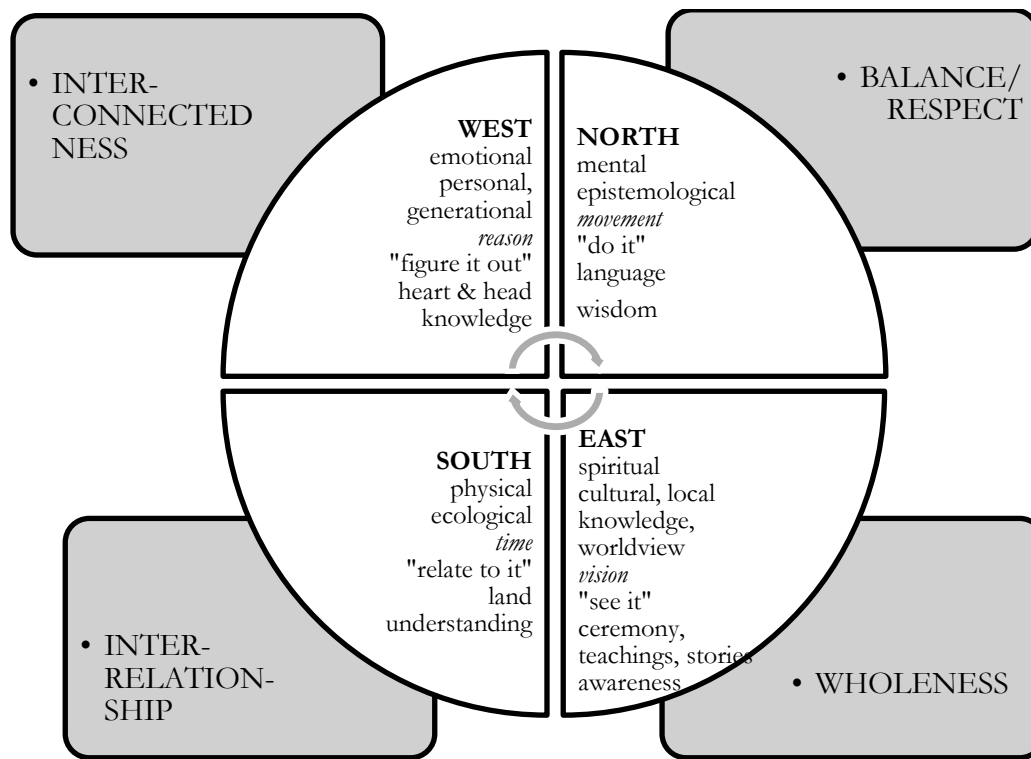 • INTER-
CONNECTED
NESS
WEST
emotional
personal,
generational
reason
"figure it out"
heart & head
knowledge
NORTH
mental
epistemological
movement
"do it"
language
wisdom
• BALANCE/
RESPECT
• INTER-
RELATION-
SHIP
SOUTH
physical
ecological
time
"relate to it"
land
understanding
EAST
spiritual
cultural, local
knowledge,
worldview
vision
"see it"
ceremony,
teachings, stories
awareness
• WHOLENESS